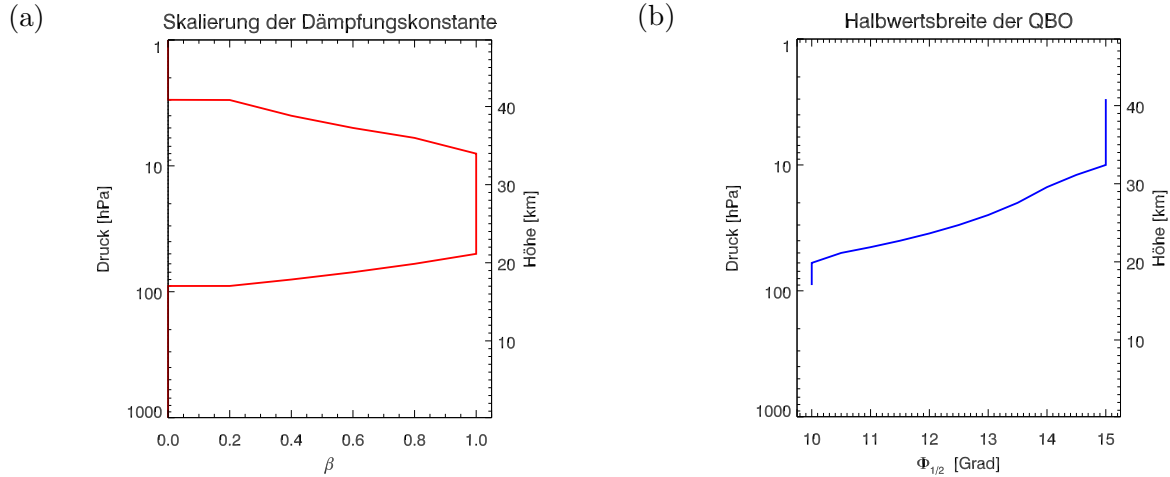 (a)
Skalierung der Dämpfungskonstante
1
10
100
1000
Druck [hPa]
40
30
20
10
Höhe [km]
0.0 0.2 0.4 0.6 0.8 1.0
β
(b)
Halbwertsbreite der QBO
1
10
100
1000
Druck [hPa]
40
30
20
10
Höhe [km]
10 11 12 13 14 15
Φ1/2 [Grad]